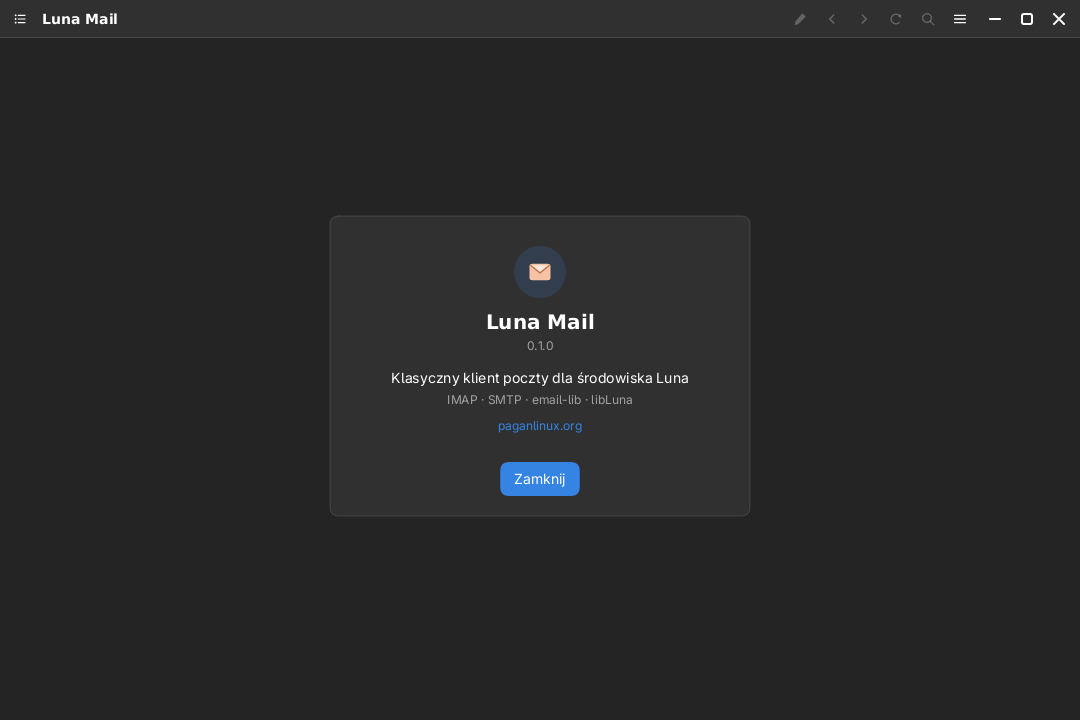 Luna Mail
Luna Mail
0.1.0
Klasyczny klient poczty dla środowiska Luna
IMAP · SMTP · email-lib · libLuna
paganlinux.org
Zamknij